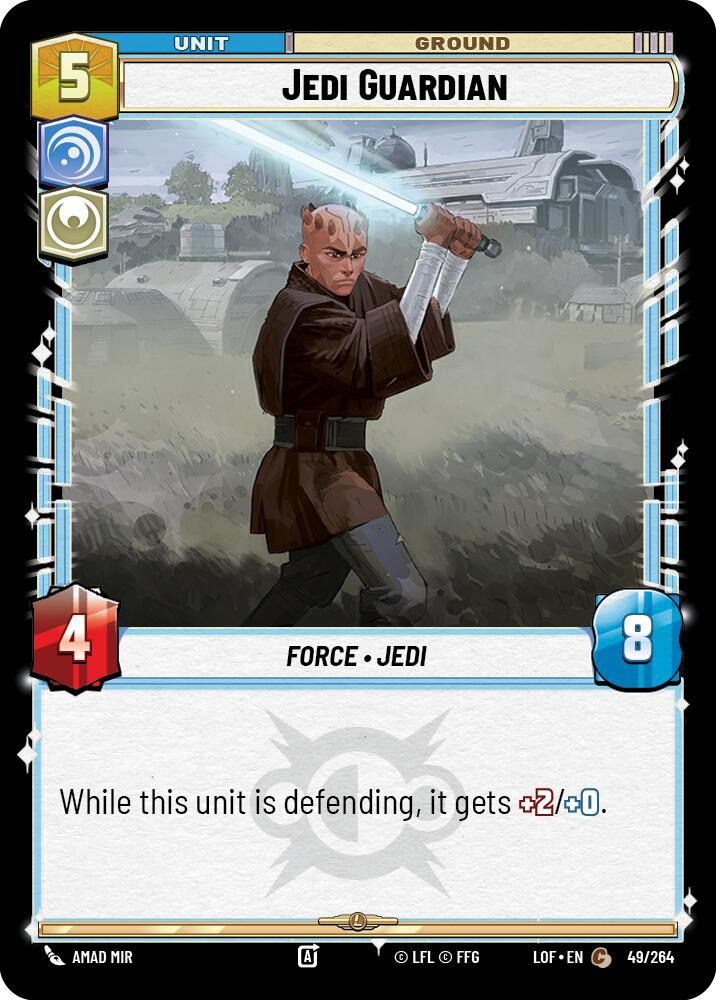 UNIT
GROUND
5
JEDI GUARDIAN
4
FORCE • JEDI
8
While this unit is defending, it gets +2/+0.
L
AMAD MIR
A
© LFL © FFG
LOF • EN
C
49/264